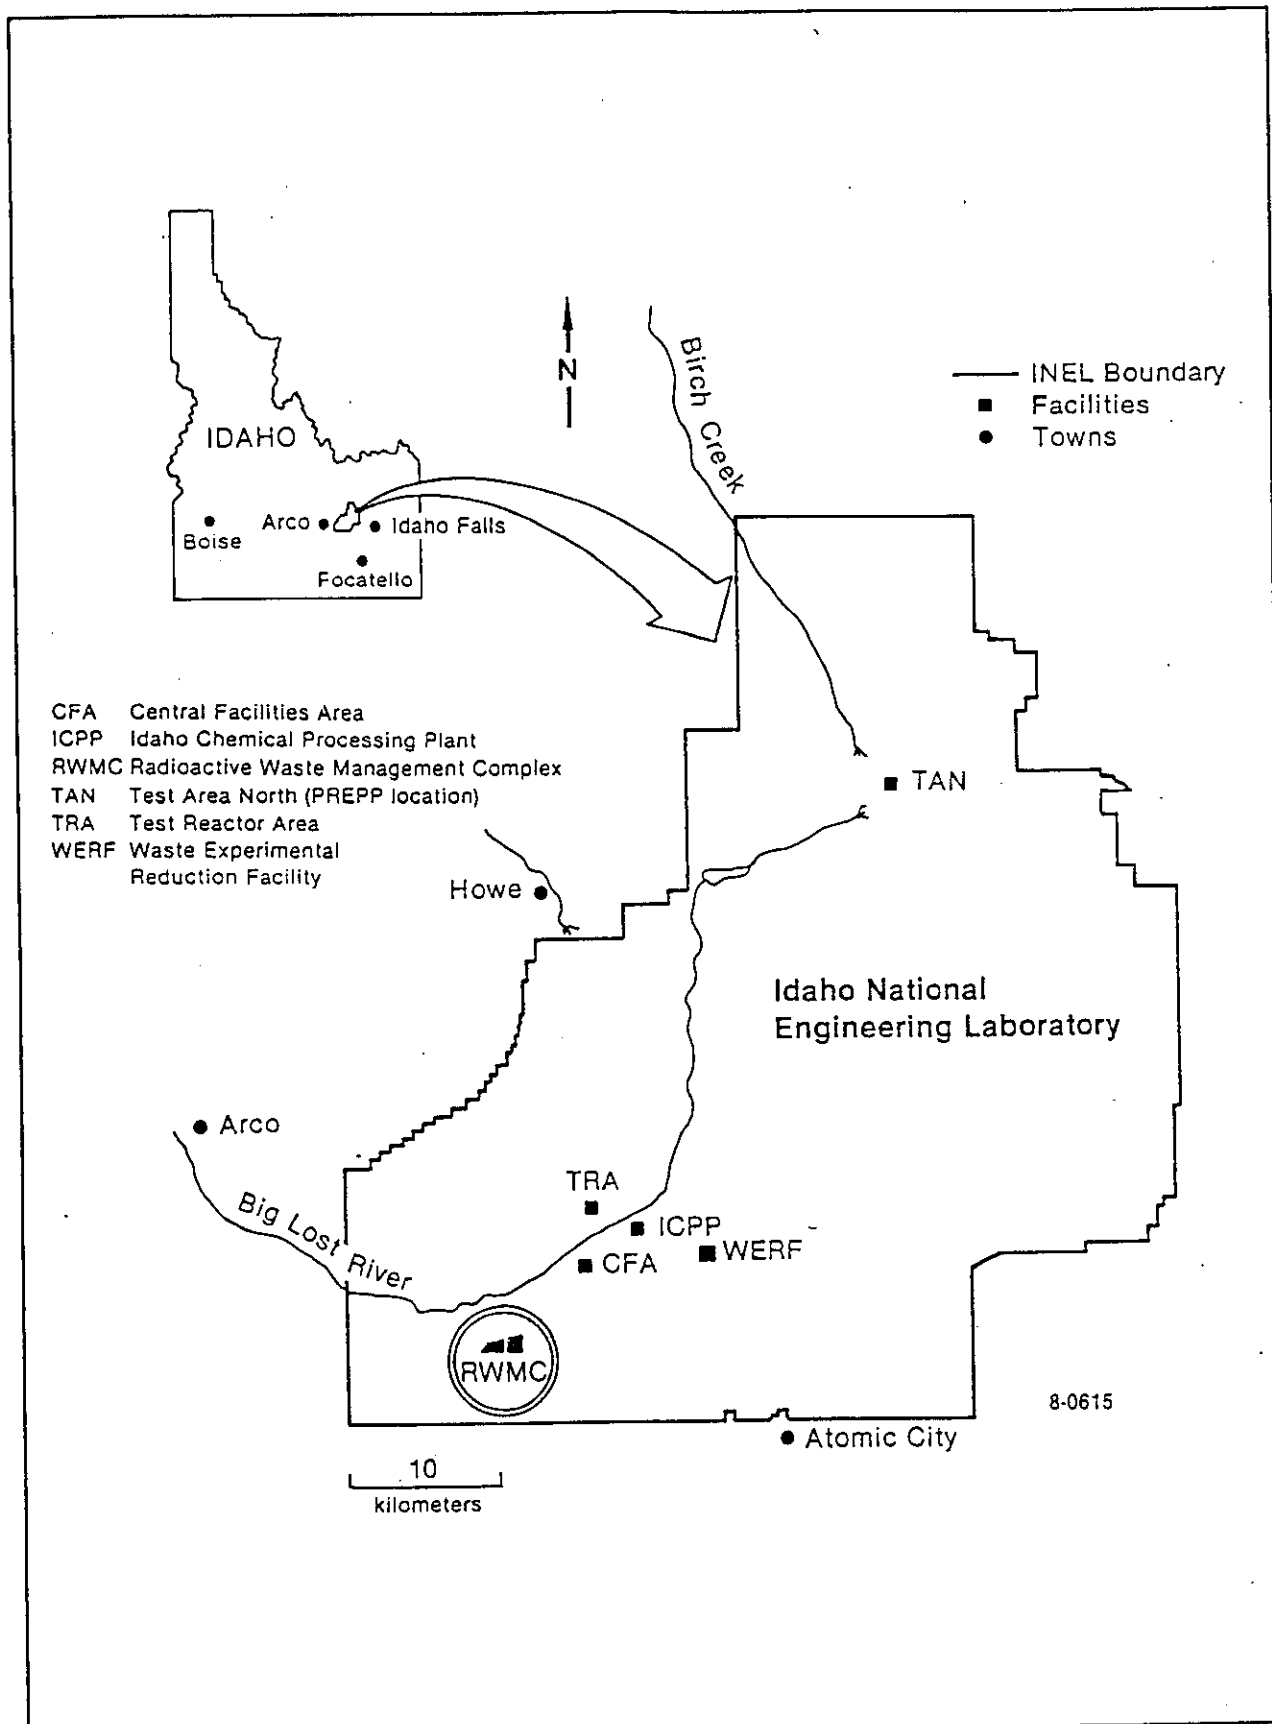 N
Birch Creek
INEL Boundary
Facilities
Towns
IDAHO
Boise
Arco
Idaho Falls
Focatello
CFA Central Facilities Area
ICPP Idaho Chemical Processing Plant
RWMC Radioactive Waste Management Complex
TAN Test Area North (PREPP location)
TRA Test Reactor Area
WERF Waste Experimental
Reduction Facility
TAN
Howe
Idaho National
Engineering Laboratory
Arco
Big Lost River
TRA
ICPP
WERF
CFA
RWMC
8-0615
Atomic City
10
kilometers